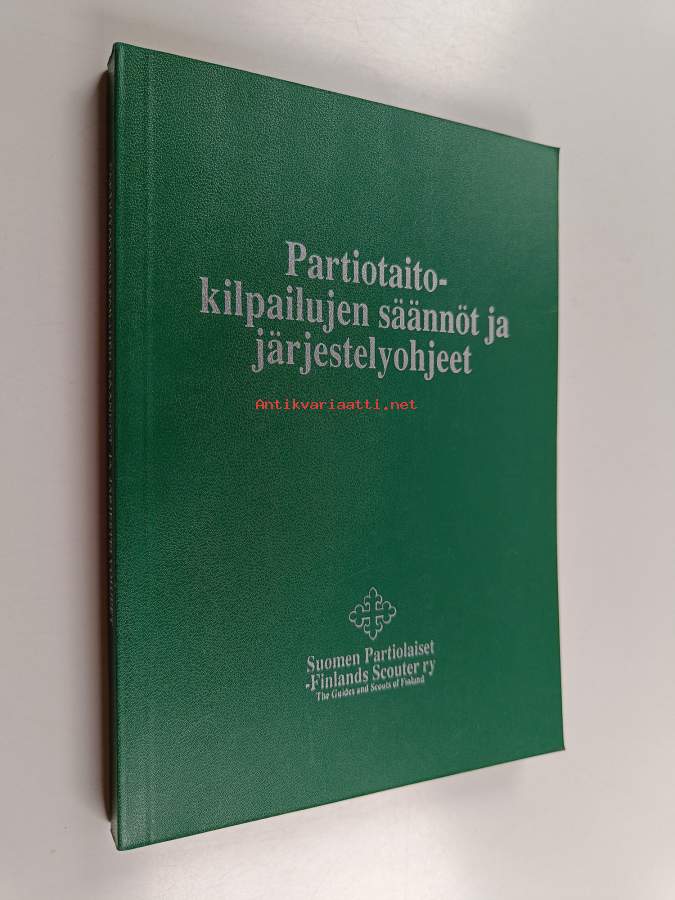 Partiotaito-
kilpailujen säännöt ja
järjestelyohjeet
Antikvariaatti.net
Suomen Partiolaiset
-Finlands Scouter ry
The Guides and Scouts of Finland